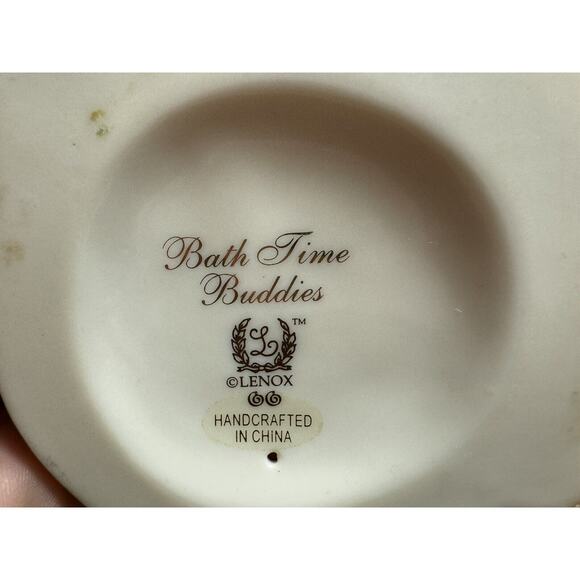 Bath Time
Buddies
L ™
©LENOX
HANDCRAFTED
IN CHINA